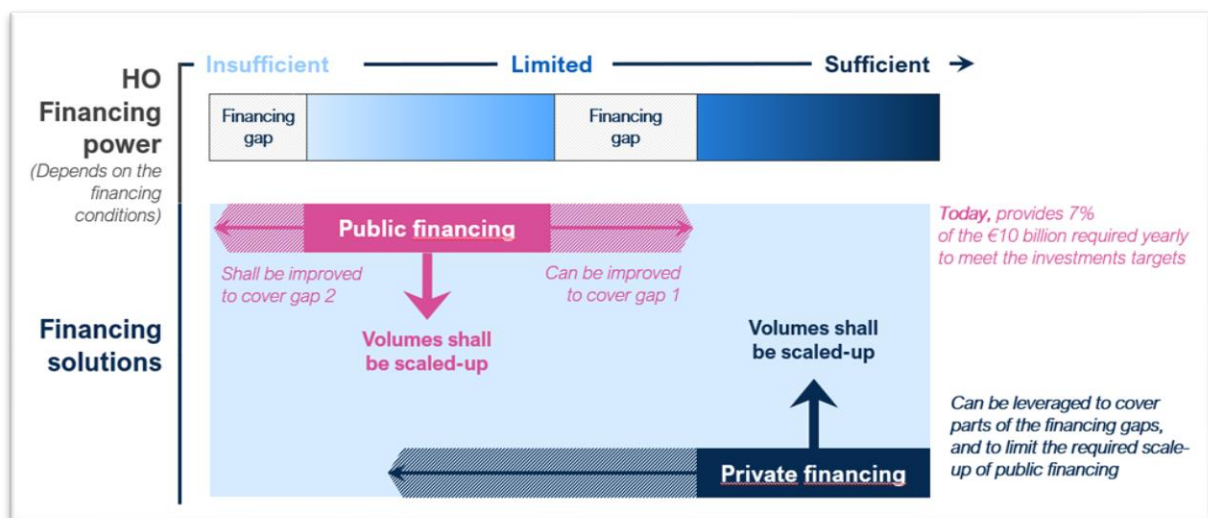 HO
Financing
power
(Depends on the
financing
conditions)
Insufficient
Limited
Sufficient
Financing
gap
Financing
gap
Financing
solutions
Public financing
Shall be improved
to cover gap 2
Can be improved
to cover gap 1
Volumes shall
be scaled-up
Today, provides 7%
of the €10 billion required yearly
to meet the investments targets
Volumes shall
be scaled-up
Private financing
Can be leveraged to cover
parts of the financing gaps,
and to limit the required scale-
up of public financing